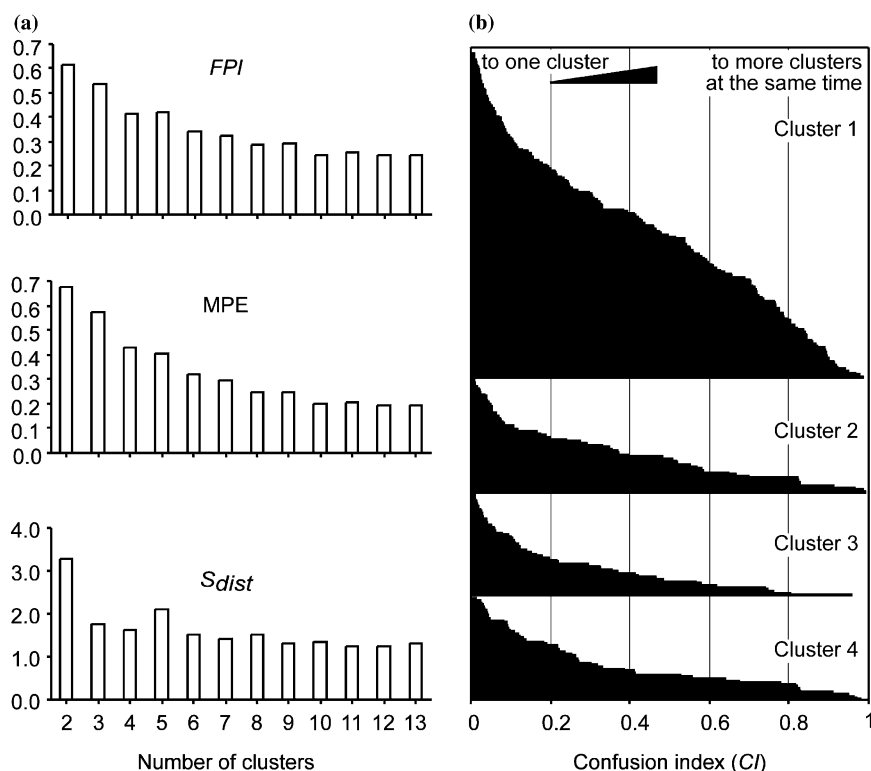 (a)
FPI
0.7
0.6
0.5
0.4
0.3
0.2
0.1
0.0
MPE
0.7
0.6
0.5
0.4
0.3
0.2
0.1
0.0
Sdist
4.0
3.0
2.0
1.0
0.0
2 3 4 5 6 7 8 9 10 11 12 13
Number of clusters
(b)
to one cluster
to more clusters
at the same time
Cluster 1
Cluster 2
Cluster 3
Cluster 4
0 0.2 0.4 0.6 0.8 1
Confusion index (CI)